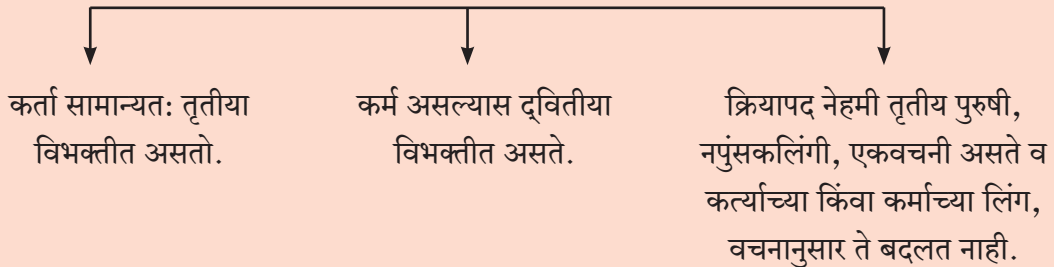 कर्ता सामान्यत: तृतीया
विभक्तीत असतो.
कर्म असल्यास द्‌वितीया
विभक्तीत असते.
क्रियापद नेहमी तृतीय पुरुषी,
नपुंसकलिंगी, एकवचनी असते व
कर्त्याच्या किंवा कर्माच्या लिंग,
वचनानुसार ते बदलत नाही.